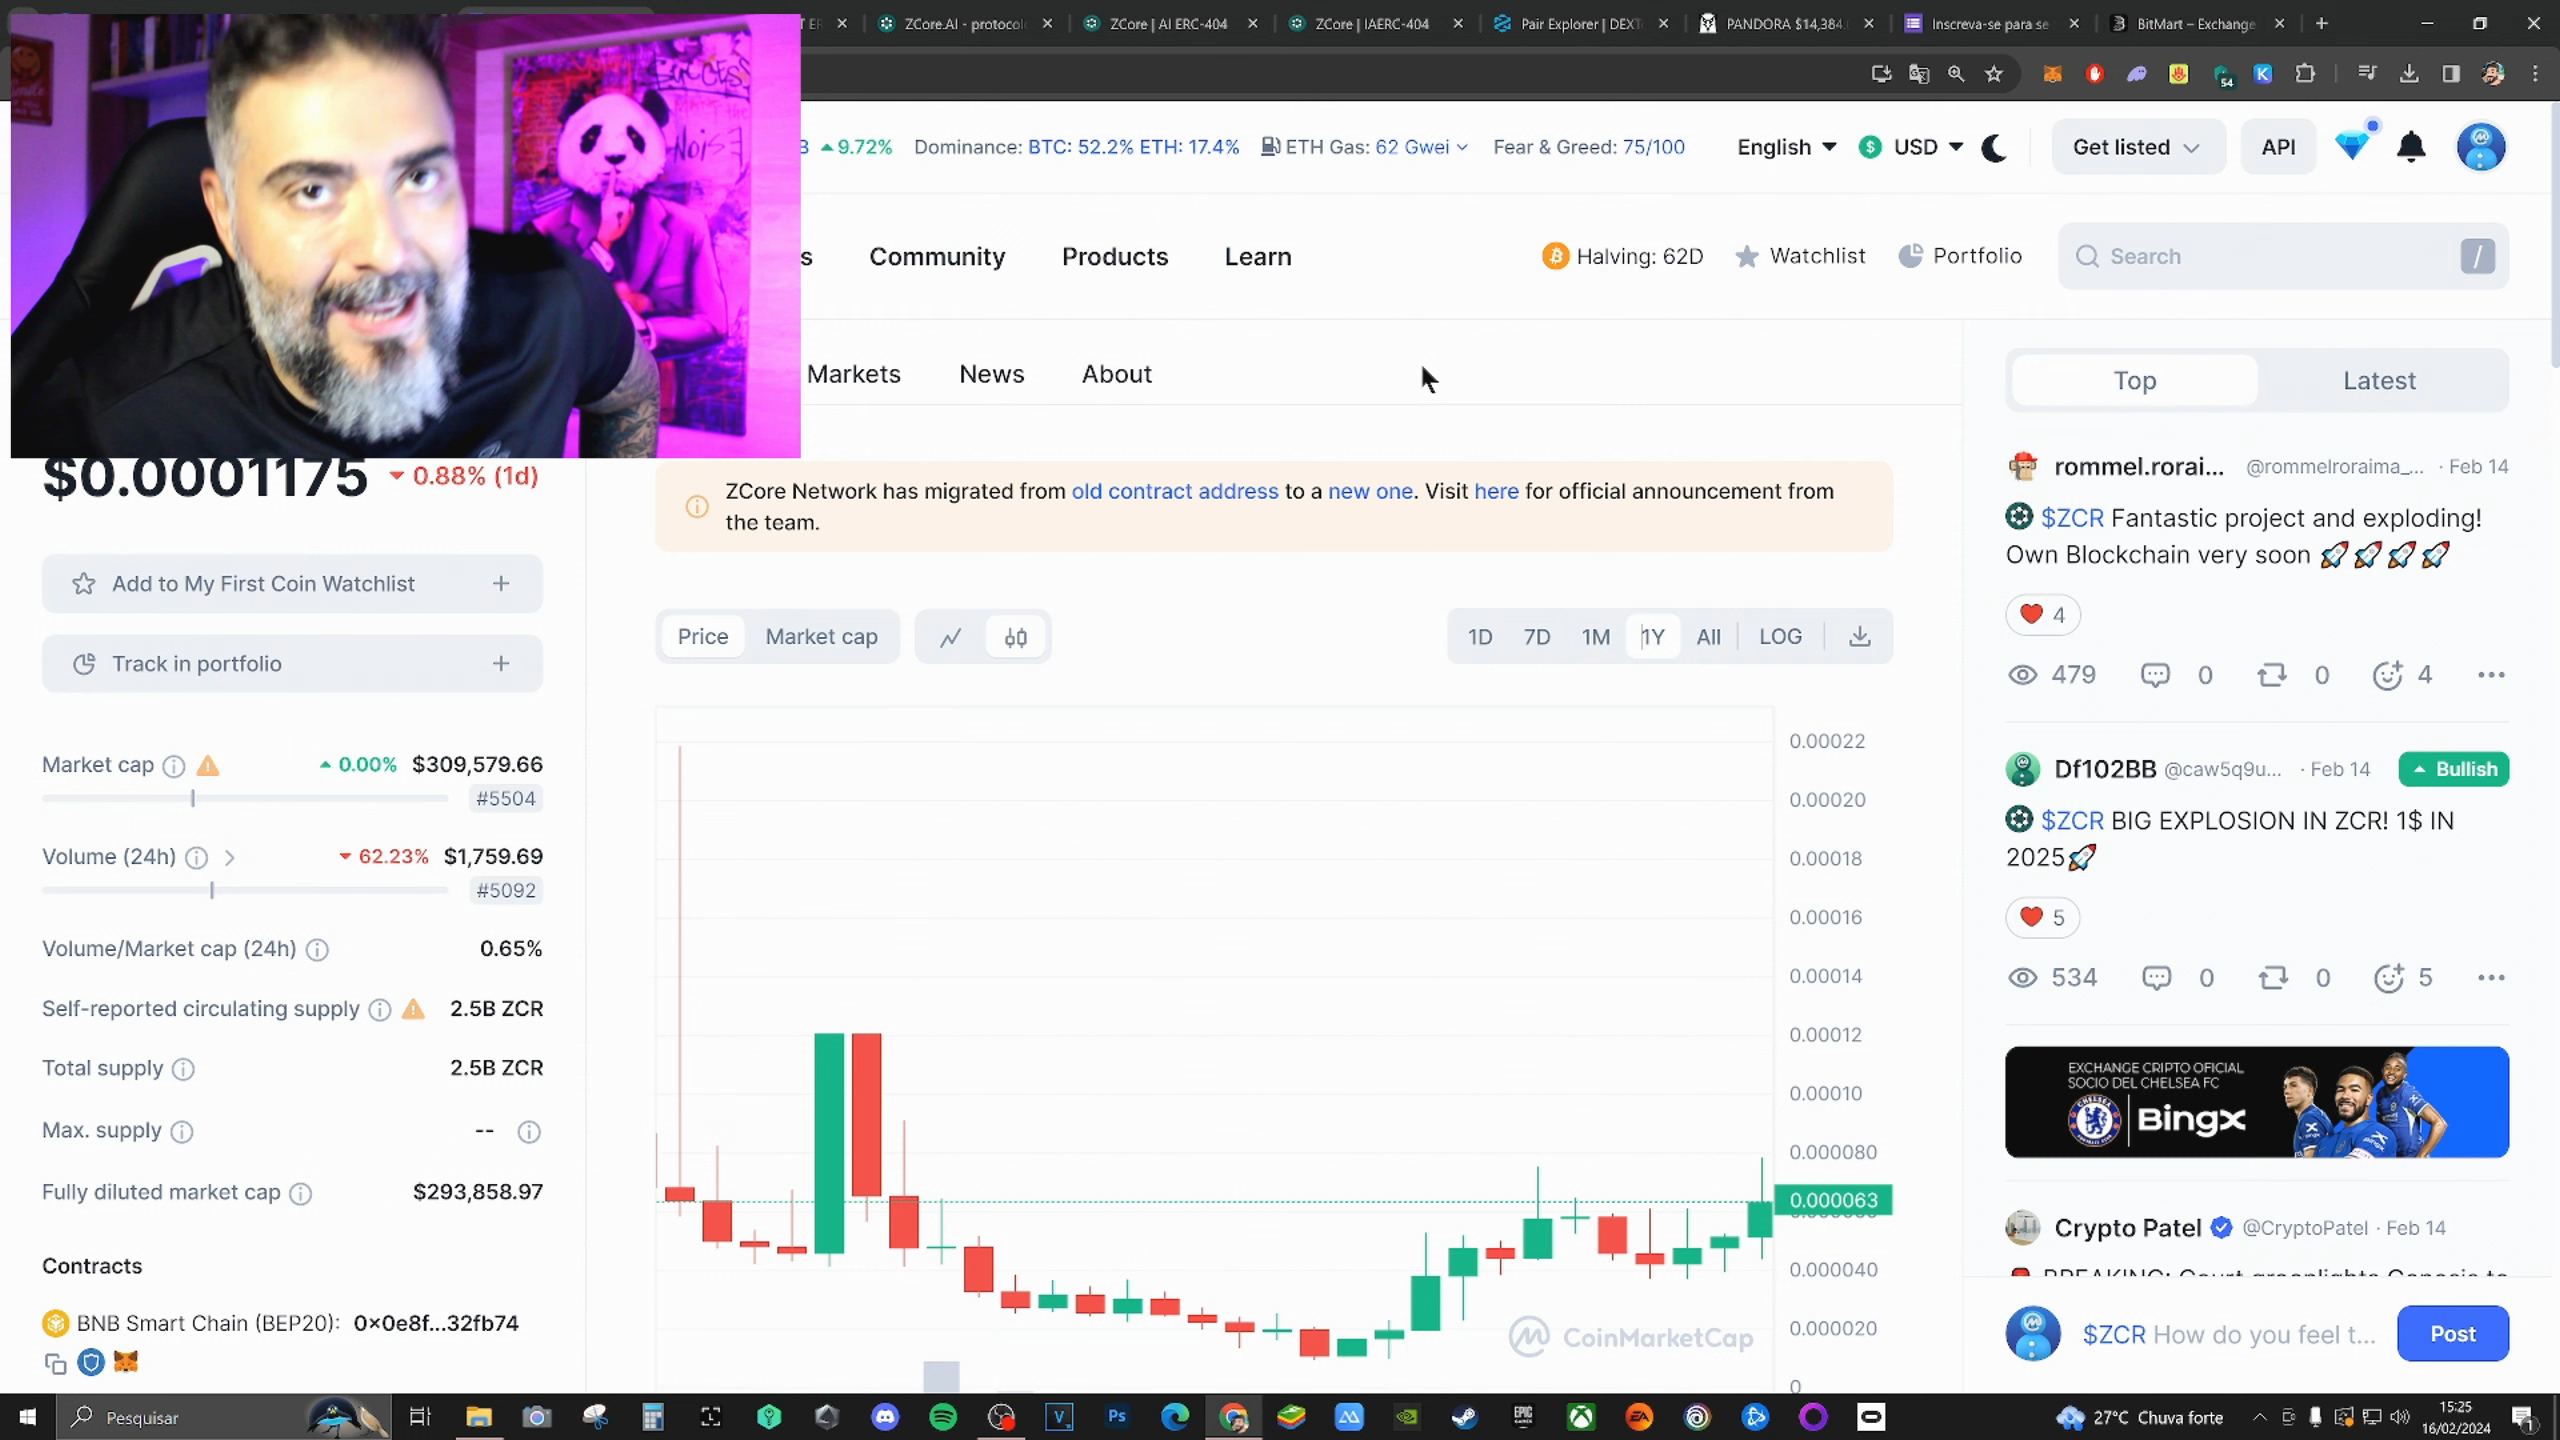 ZCore.AI - protocol
ZCore | AI ERC-404
ZCore | IAERC-404
Pair Explorer | DEXT
PANDORA $14,384.
Inscreva-se para se
BitMart – Exchange
54
SUCCESS
NOISE
9.72%
Dominance: BTC: 52.2% ETH: 17.4%
ETH Gas: 62 Gwei
Fear & Greed: 75/100
English
USD
Get listed
API
s
Community
Products
Learn
Halving: 62D
Watchlist
Portfolio
Search
/
Markets
News
About
Top
Latest
$0.0001175
0.88% (1d)
Add to My First Coin Watchlist
Track in portfolio
Market cap
0.00%
$309,579.66
#5504
Volume (24h)
62.23%
$1,759.69
#5092
Volume/Market cap (24h)
0.65%
Self-reported circulating supply
2.5B ZCR
Total supply
2.5B ZCR
Max. supply
--
Fully diluted market cap
$293,858.97
Contracts
BNB Smart Chain (BEP20): 0x0e8f...32fb74
ZCore Network has migrated from old contract address to a new one. Visit here for official announcement from
the team.
Price
Market cap
1D
7D
1M
1Y
All
LOG
0.00022
0.00020
0.00018
0.00016
0.00014
0.00012
0.00010
0.000080
0.000063
0.000040
0.000020
0
CoinMarketCap
rommel.rorai...
@rommelroraima_...
· Feb 14
$ZCR Fantastic project and exploding!
Own Blockchain very soon 🚀🚀🚀🚀
4
479
0
0
4
Df102BB
@caw5q9u...
· Feb 14
Bullish
$ZCR BIG EXPLOSION IN ZCR! 1$ IN
2025🚀
5
534
0
0
5
EXCHANGE CRIPTO OFICIAL
SOCIO DEL CHELSEA FC
BingX
Crypto Patel
@CryptoPatel
· Feb 14
BREAKING: Court greenlights Genesis to
$ZCR How do you feel t...
Post
Pesquisar
27°C Chuva forte
15:25
16/02/2024